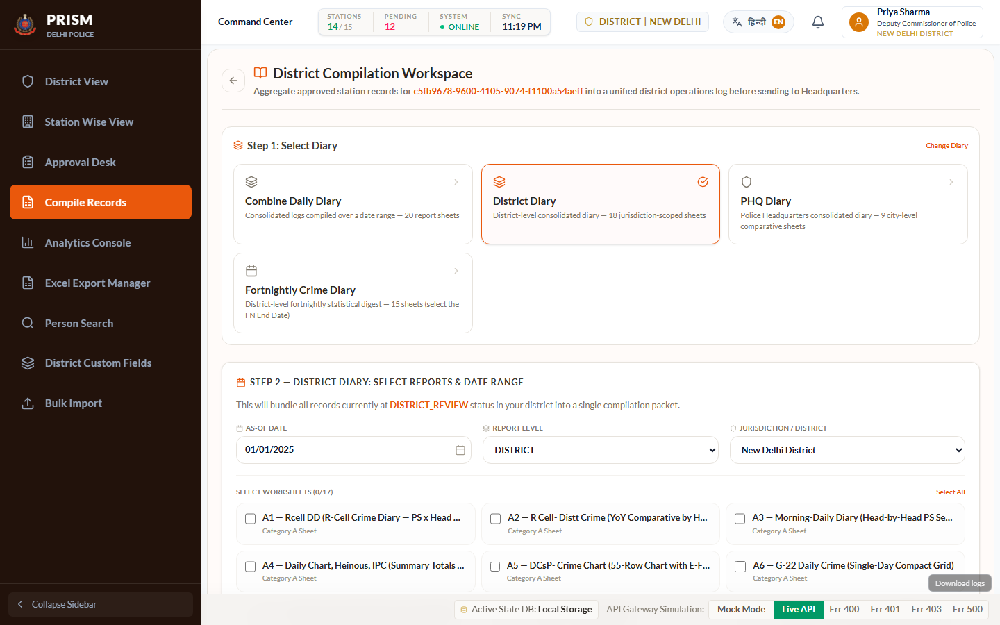 PRISM
DELHI POLICE
District View
Station Wise View
Approval Desk
Compile Records
Analytics Console
Excel Export Manager
Person Search
District Custom Fields
Bulk Import
Collapse Sidebar
Command Center
STATIONS
14 / 15
PENDING
12
SYSTEM
ONLINE
SYNC
11:19 PM
DISTRICT | NEW DELHI
हिन्दी EN
Priya Sharma
Deputy Commissioner of Police
NEW DELHI DISTRICT
District Compilation Workspace
Aggregate approved station records for c5fb9678-9600-4105-9074-f1100a54aeff into a unified district operations log before sending to Headquarters.
Step 1: Select Diary
Change Diary
Combine Daily Diary
Consolidated logs compiled over a date range — 20 report sheets
District Diary
District-level consolidated diary — 18 jurisdiction-scoped sheets
PHQ Diary
Police Headquarters consolidated diary — 9 city-level
comparative sheets
Fortnightly Crime Diary
District-level fortnightly statistical digest — 15 sheets (select the
FN End Date)
STEP 2 — DISTRICT DIARY: SELECT REPORTS & DATE RANGE
This will bundle all records currently at DISTRICT_REVIEW status in your district into a single compilation packet.
AS-OF DATE
01/01/2025
REPORT LEVEL
DISTRICT
JURISDICTION / DISTRICT
New Delhi District
SELECT WORKSHEETS (0/17)
Select All
A1 — Rcell DD (R-Cell Crime Diary — PS x Head ...
Category A Sheet
A2 — R Cell- Distt Crime (YoY Comparative by H...
Category A Sheet
A3 — Morning-Daily Diary (Head-by-Head PS Se...
Category A Sheet
A4 — Daily Chart, Heinous, IPC (Summary Totals ...
Category A Sheet
A5 — DCsP- Crime Chart (55-Row Chart with E-F...
Category A Sheet
A6 — G-22 Daily Crime (Single-Day Compact Grid)
Category A Sheet
Download logs
Active State DB: Local Storage
API Gateway Simulation:
Mock Mode
Live API
Err 400
Err 401
Err 403
Err 500